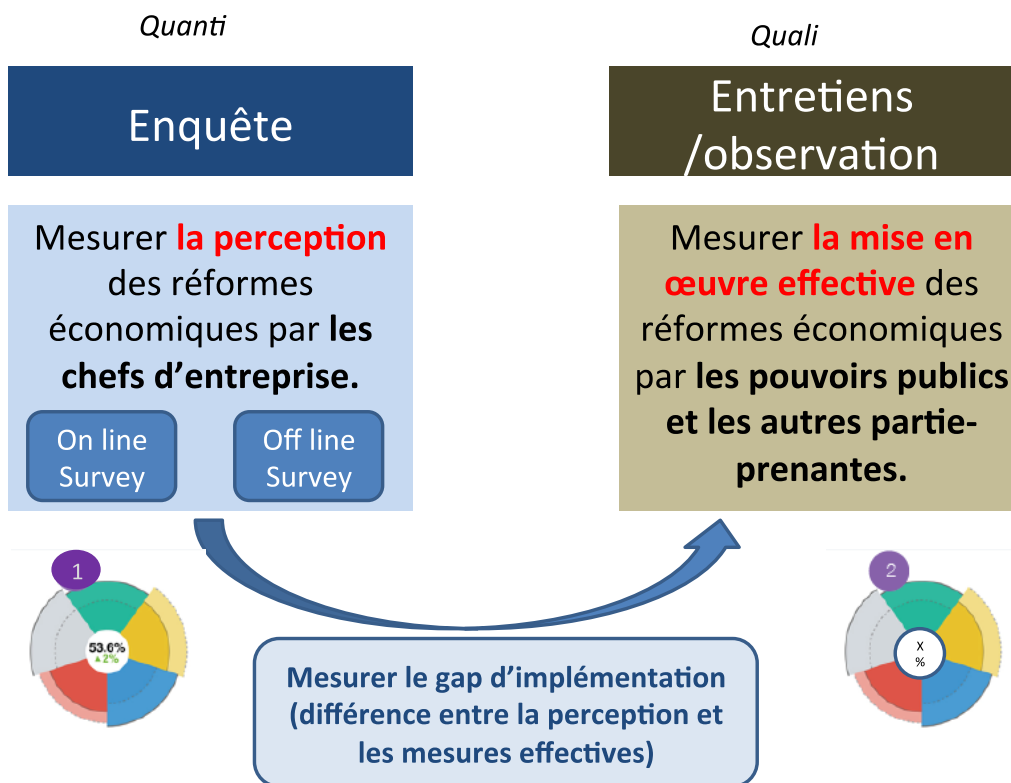 Quanti
Quali
Enquête
Entretiens
/observation
Mesurer la perception
des réformes
économiques par les
chefs d’entreprise.
On line
Survey
Off line
Survey
Mesurer la mise en
œuvre effective des
réformes économiques
par les pouvoirs publics
et les autres partie-
prenantes.
1
53.6%
▲2%
2
X
%
Mesurer le gap d’implémentation
(différence entre la perception et
les mesures effectives)